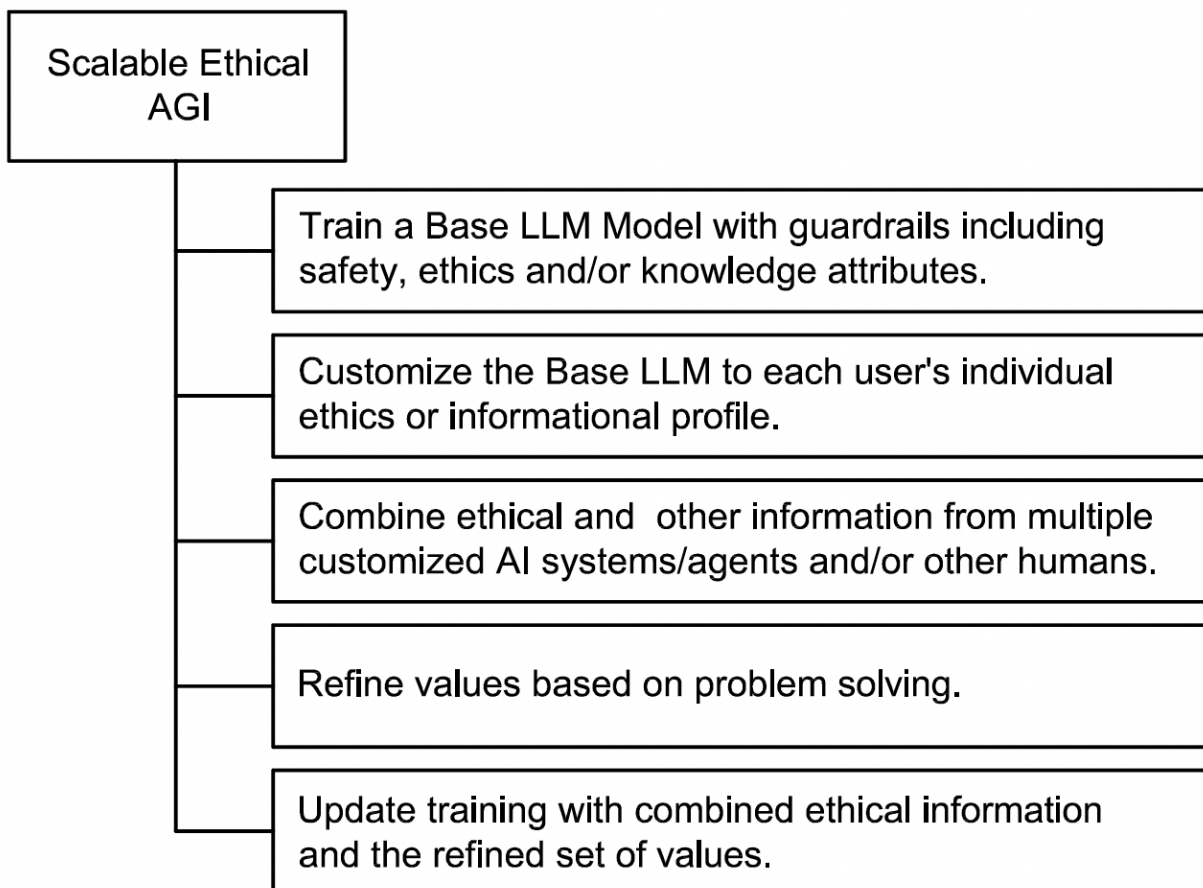 Scalable Ethical
AGI
Train a Base LLM Model with guardrails including
safety, ethics and/or knowledge attributes.
Customize the Base LLM to each user's individual
ethics or informational profile.
Combine ethical and  other information from multiple
customized AI systems/agents and/or other humans.
Refine values based on problem solving.
Update training with combined ethical information
and the refined set of values.